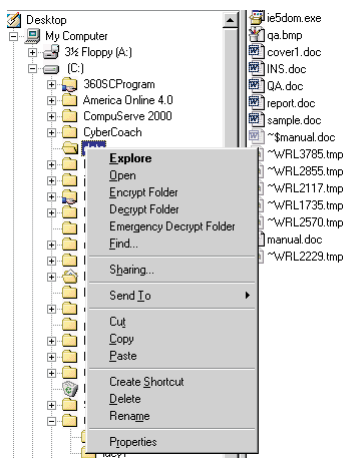 Desktop
My Computer
3½ Floppy (A:)
(C:)
360SCProgram
America Online 4.0
CompuServe 2000
CyberCoach
Explore
Open
Encrypt Folder
Decrypt Folder
Emergency Decrypt Folder
Find...
Sharing...
Send To
Cut
Copy
Paste
Create Shortcut
Delete
Rename
Properties
ie5dom.exe
qa.bmp
cover1.doc
INS.doc
QA.doc
report.doc
sample.doc
~$manual.doc
~WRL3785.tmp
~WRL2855.tmp
~WRL2117.tmp
~WRL1735.tmp
~WRL2570.tmp
manual.doc
~WRL2229.tmp